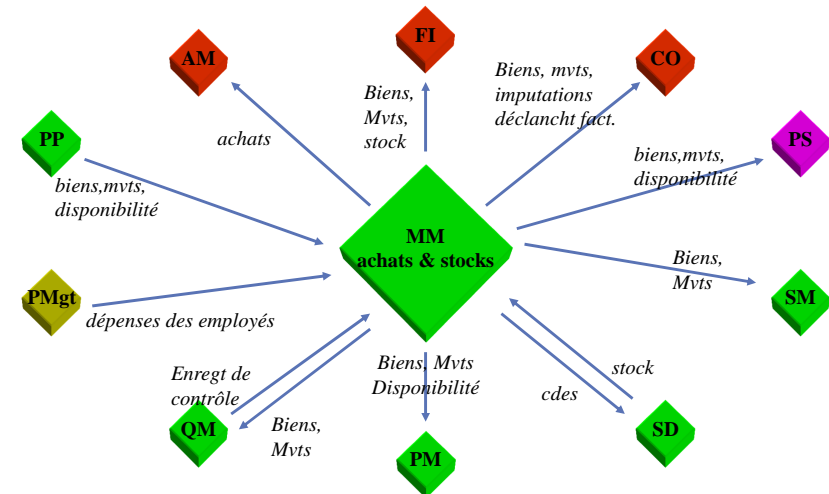 FI
AM
CO
Biens,
Mvts,
stock
Biens, mvts,
imputations
déclancht fact.
achats
PP
PS
biens,mvts,
disponibilité
biens,mvts,
disponibilité
MM
achats & stocks
Biens,
Mvts
PMgt
SM
dépenses des employés
Enregt de
contrôle
Biens, Mvts
Disponibilité
stock
cdes
QM
Biens,
Mvts
PM
SD